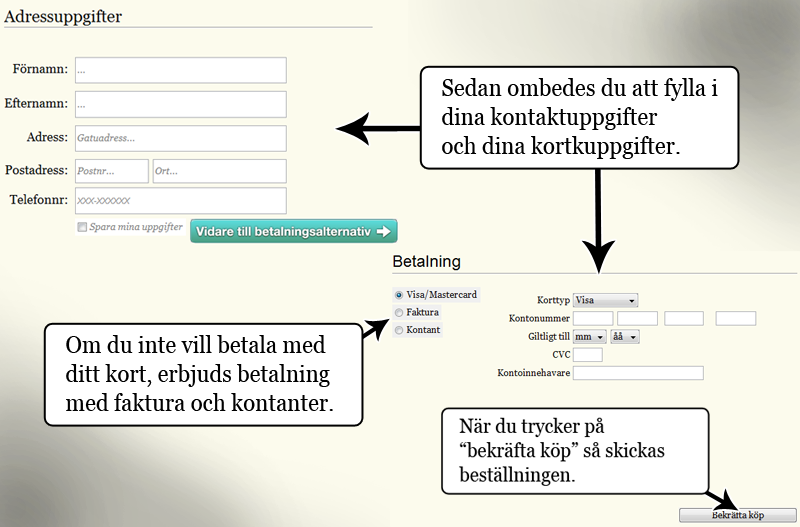 Adressuppgifter
Förnamn: ...
Efternamn: ...
Adress: Gatuadress...
Postadress: Postnr... Ort...
Telefonnr: XXX-XXXXXX
Spara mina uppgifter
Vidare till betalningsalternativ
Sedan ombedes du att fylla i
dina kontaktuppgifter
och dina kortkuppgifter.
Betalning
Visa/Mastercard
Faktura
Kontant
Korttyp Visa
Kontonummer
Giltligt till mm åå
CVC
Kontoinnehavare
Om du inte vill betala med
ditt kort, erbjuds betalning
med faktura och kontanter.
När du trycker på
“bekräfta köp” så skickas
beställningen.
Bekräfta köp